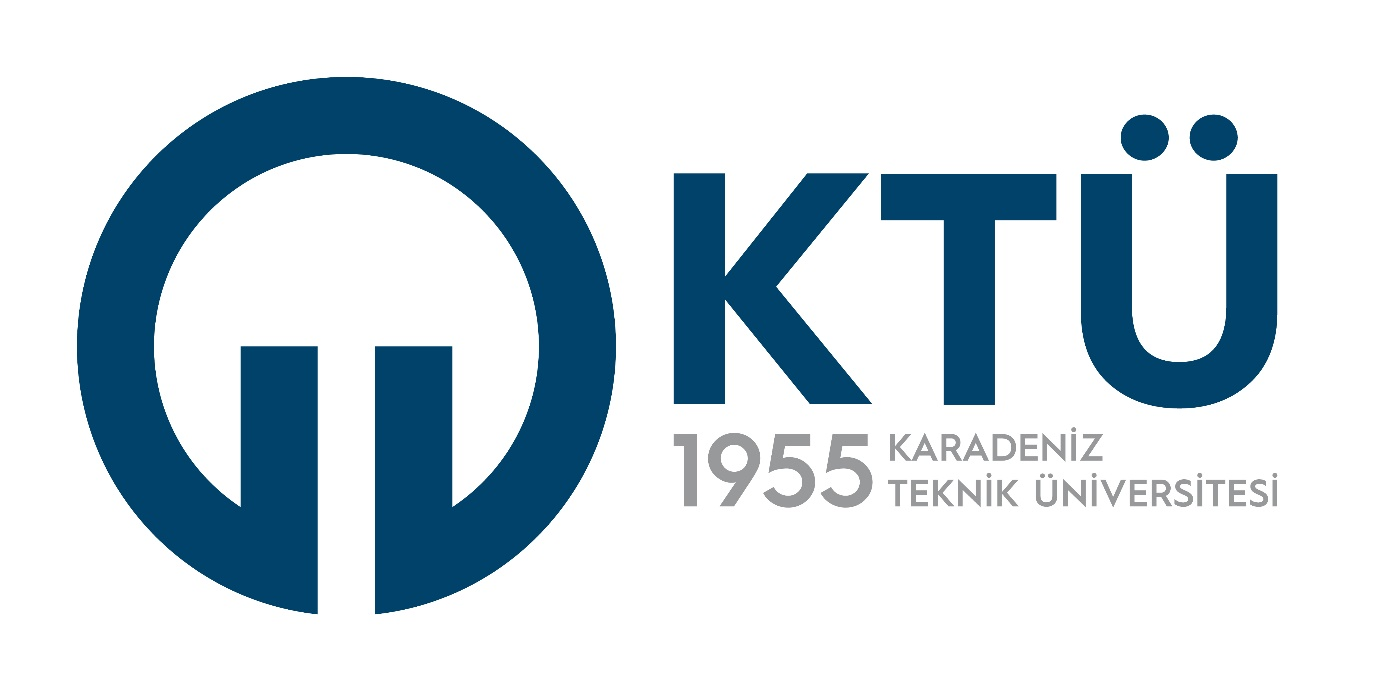 KTÜ
1955
KARADENİZ
TEKNİK ÜNİVERSİTESİ